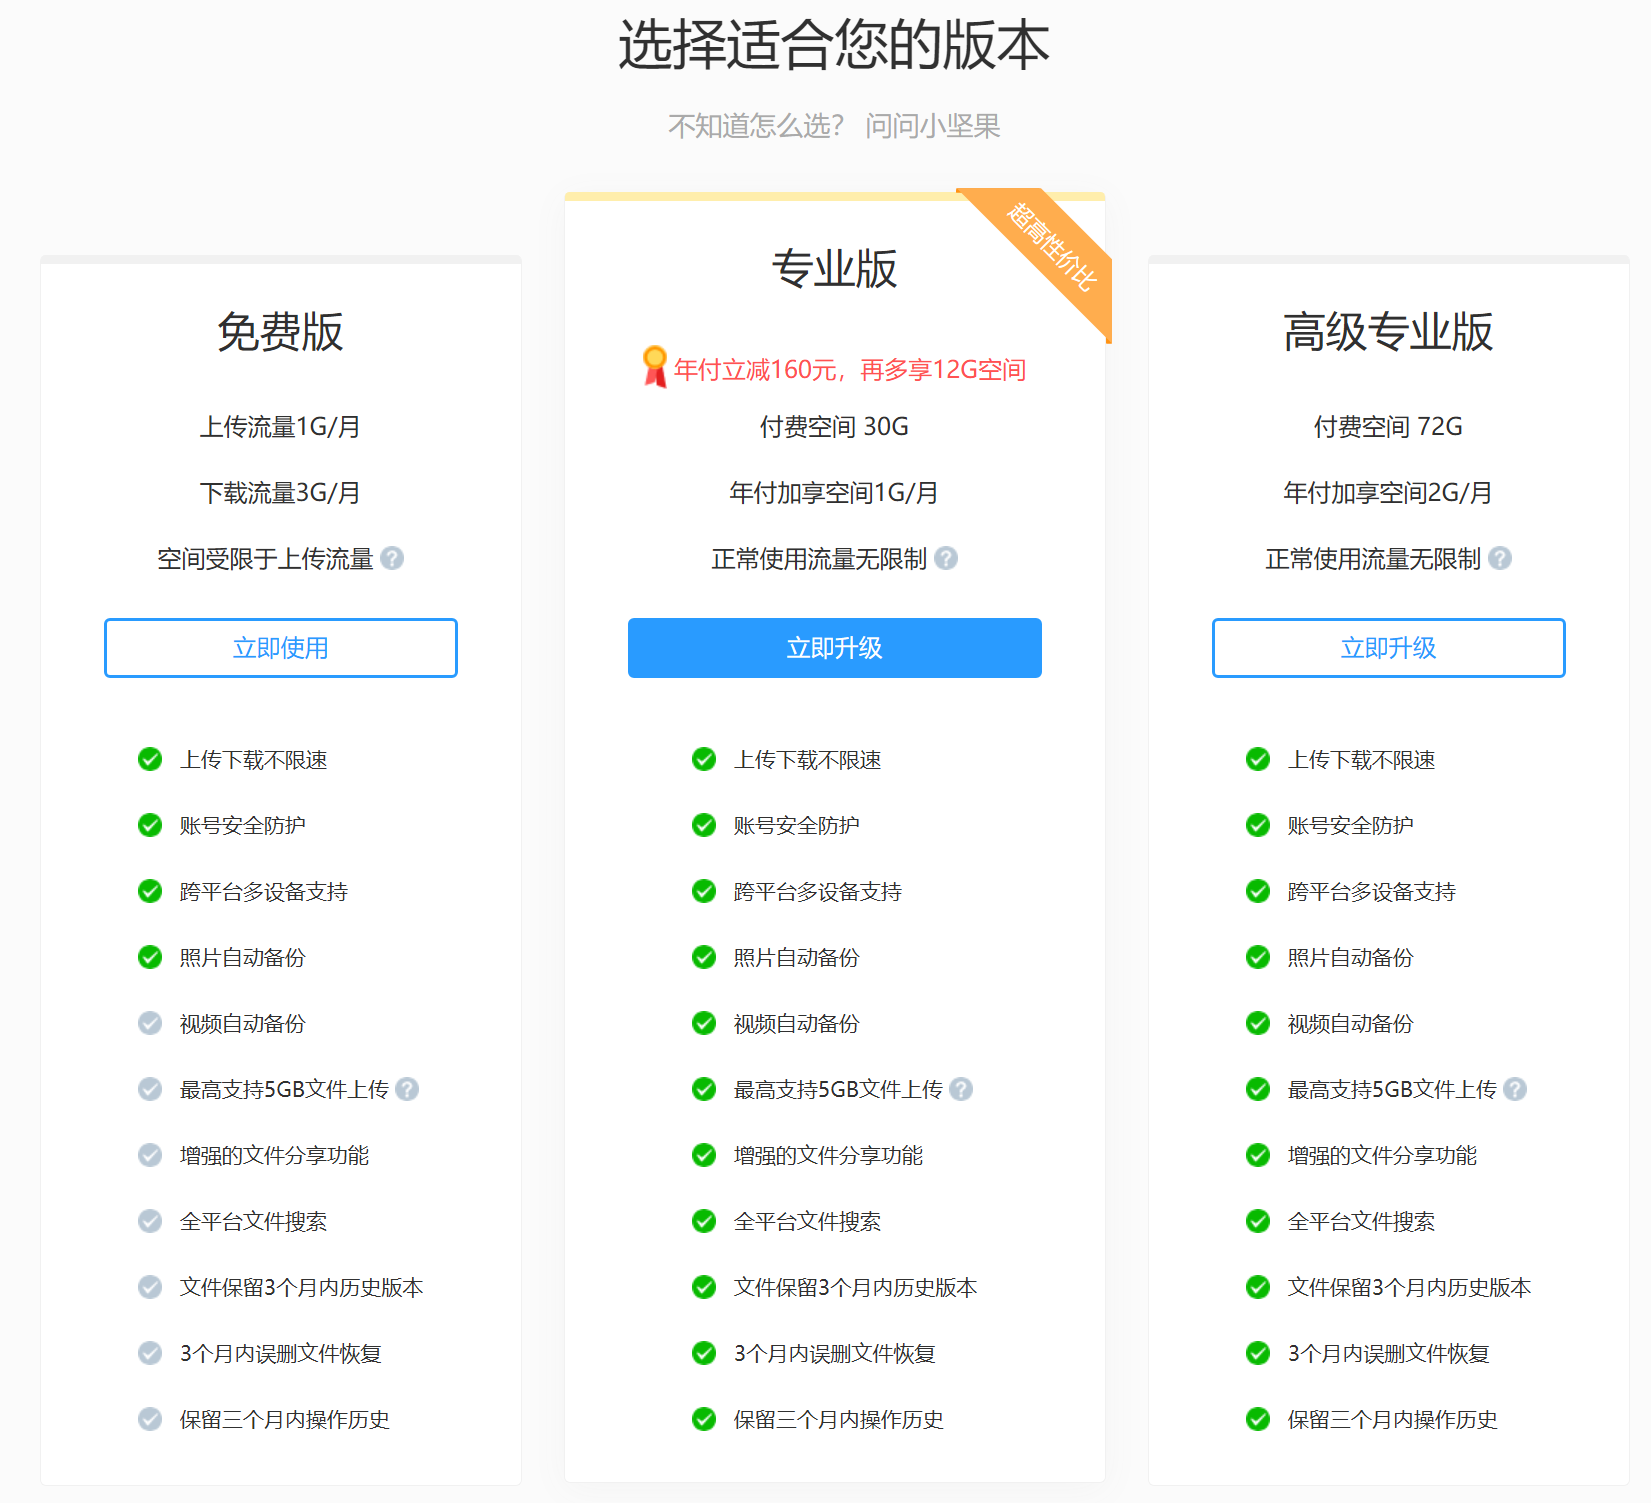 选择适合您的版本
不知道怎么选？ 问问小坚果
免费版
上传流量1G/月
下载流量3G/月
空间受限于上传流量 ?
立即使用
上传下载不限速
账号安全防护
跨平台多设备支持
照片自动备份
视频自动备份
最高支持5GB文件上传 ?
增强的文件分享功能
全平台文件搜索
文件保留3个月内历史版本
3个月内误删文件恢复
保留三个月内操作历史
超高性价比
专业版
年付立减160元，再多享12G空间
付费空间 30G
年付加享空间1G/月
正常使用流量无限制 ?
立即升级
上传下载不限速
账号安全防护
跨平台多设备支持
照片自动备份
视频自动备份
最高支持5GB文件上传 ?
增强的文件分享功能
全平台文件搜索
文件保留3个月内历史版本
3个月内误删文件恢复
保留三个月内操作历史
高级专业版
付费空间 72G
年付加享空间2G/月
正常使用流量无限制 ?
立即升级
上传下载不限速
账号安全防护
跨平台多设备支持
照片自动备份
视频自动备份
最高支持5GB文件上传 ?
增强的文件分享功能
全平台文件搜索
文件保留3个月内历史版本
3个月内误删文件恢复
保留三个月内操作历史